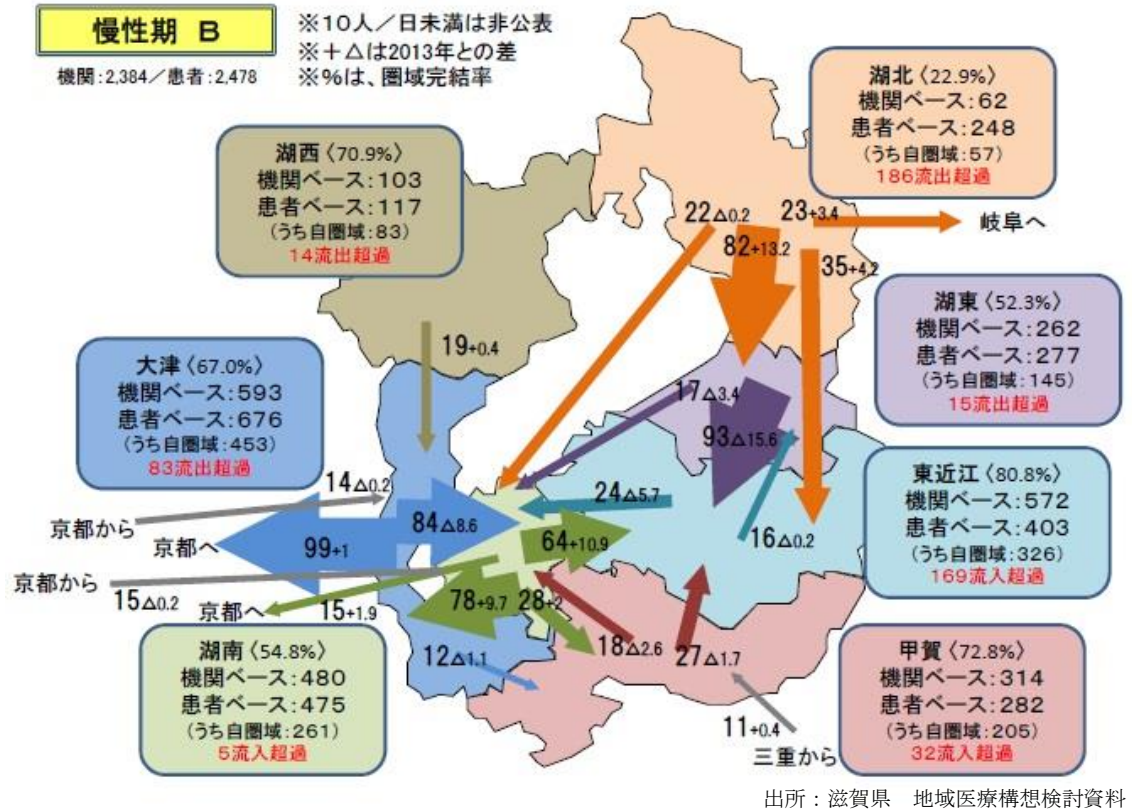 慢性期 B
機関:2,384/患者:2,478
※10人/日未満は非公表
※+△は2013年との差
※%は、圏域完結率
湖北〈22.9%〉
機関ベース:62
患者ベース:248
(うち自圏域:57)
186流出超過
湖西〈70.9%〉
機関ベース:103
患者ベース:117
(うち自圏域:83)
14流出超過
22△0.2
23+3.4
岐阜へ
82+13.2
35+4.2
湖東〈52.3%〉
機関ベース:262
患者ベース:277
(うち自圏域:145)
15流出超過
19+0.4
大津〈67.0%〉
機関ベース:593
患者ベース:676
(うち自圏域:453)
83流出超過
17△3.4
93△15.6
東近江〈80.8%〉
機関ベース:572
患者ベース:403
(うち自圏域:326)
169流入超過
14△0.2
京都から
24△5.7
84△8.6
京都へ
99+1
64+10.9
16△0.2
京都から
15△0.2
京都へ
15+1.9
78+9.7
28+2
18△2.6
27△1.7
12△1.1
湖南〈54.8%〉
機関ベース:480
患者ベース:475
(うち自圏域:261)
5流入超過
甲賀〈72.8%〉
機関ベース:314
患者ベース:282
(うち自圏域:205)
32流入超過
11+0.4
三重から
出所:滋賀県 地域医療構想検討資料